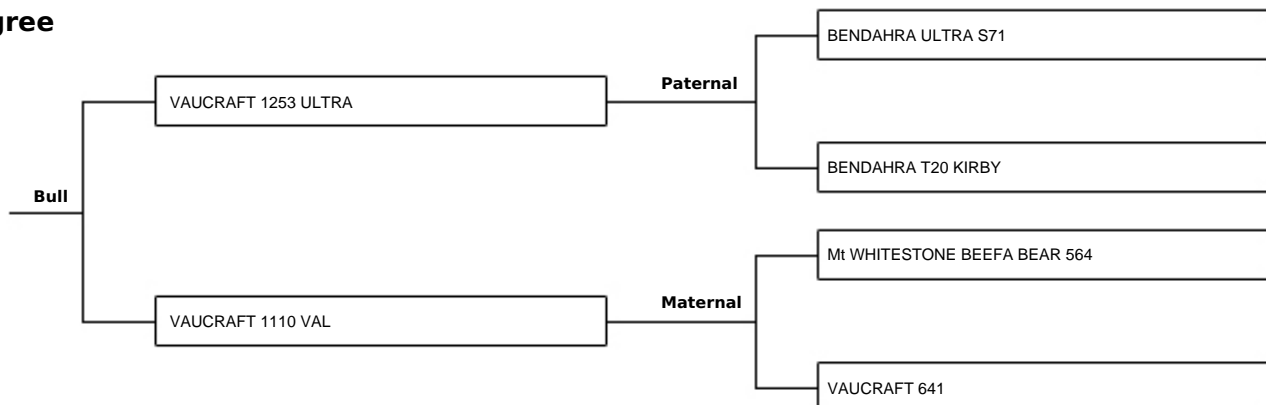 gree
BENDAHRA ULTRA S71
VAUCRAFT 1253 ULTRA
Paternal
BENDAHRA T20 KIRBY
Bull
Mt WHITESTONE BEEFA BEAR 564
VAUCRAFT 1110 VAL
Maternal
VAUCRAFT 641